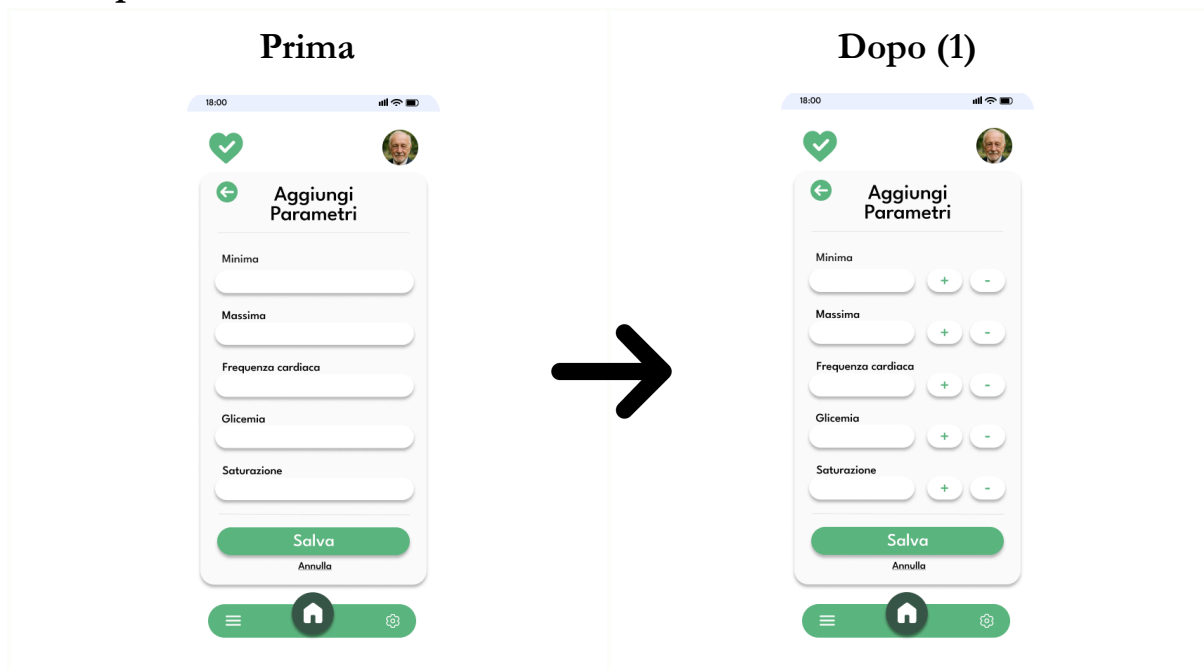 Prima
18:00
Aggiungi
Parametri
Minima
Massima
Frequenza cardiaca
Glicemia
Saturazione
Salva
Annulla
Dopo (1)
18:00
Aggiungi
Parametri
Minima
+ -
Massima
+ -
Frequenza cardiaca
+ -
Glicemia
+ -
Saturazione
+ -
Salva
Annulla